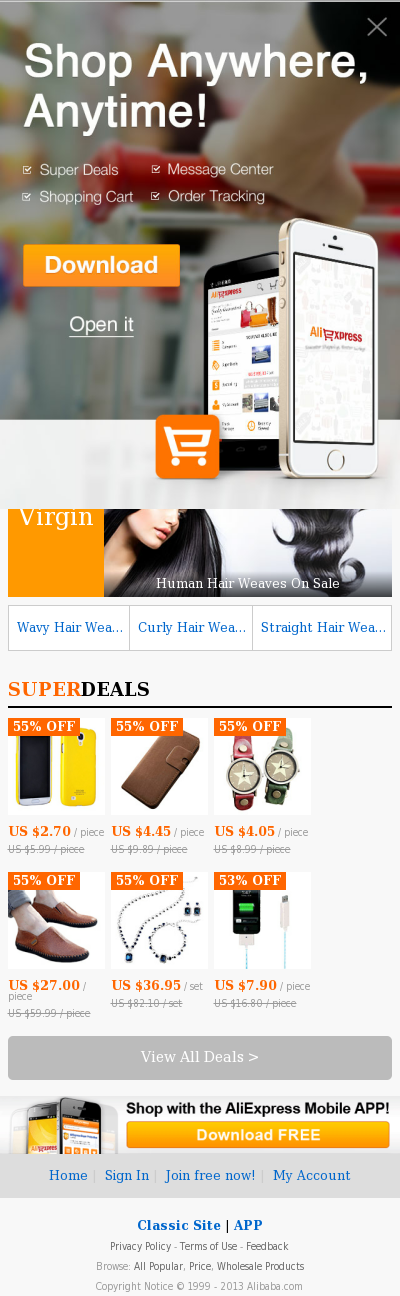 Shop Anywhere,
Anytime!
Super Deals
Message Center
Shopping Cart
Order Tracking
Download
Open it
AliExpress
AliExpress
Virgin
Human Hair Weaves On Sale
Wavy Hair Wea...
Curly Hair Wea...
Straight Hair Wea...
SUPERDEALS
55% OFF
55% OFF
55% OFF
US $2.70 / piece
US $4.45 / piece
US $4.05 / piece
US $5.99 / piece
US $9.89 / piece
US $8.99 / piece
55% OFF
55% OFF
53% OFF
US $27.00 /
piece
US $36.95 / set
US $7.90 / piece
US $59.99 / piece
US $82.10 / set
US $16.80 / piece
View All Deals >
Shop with the AliExpress Mobile APP!
Download FREE
Home | Sign In | Join free now! | My Account
Classic Site | APP
Privacy Policy - Terms of Use - Feedback
Browse: All Popular, Price, Wholesale Products
Copyright Notice © 1999 - 2013 Alibaba.com